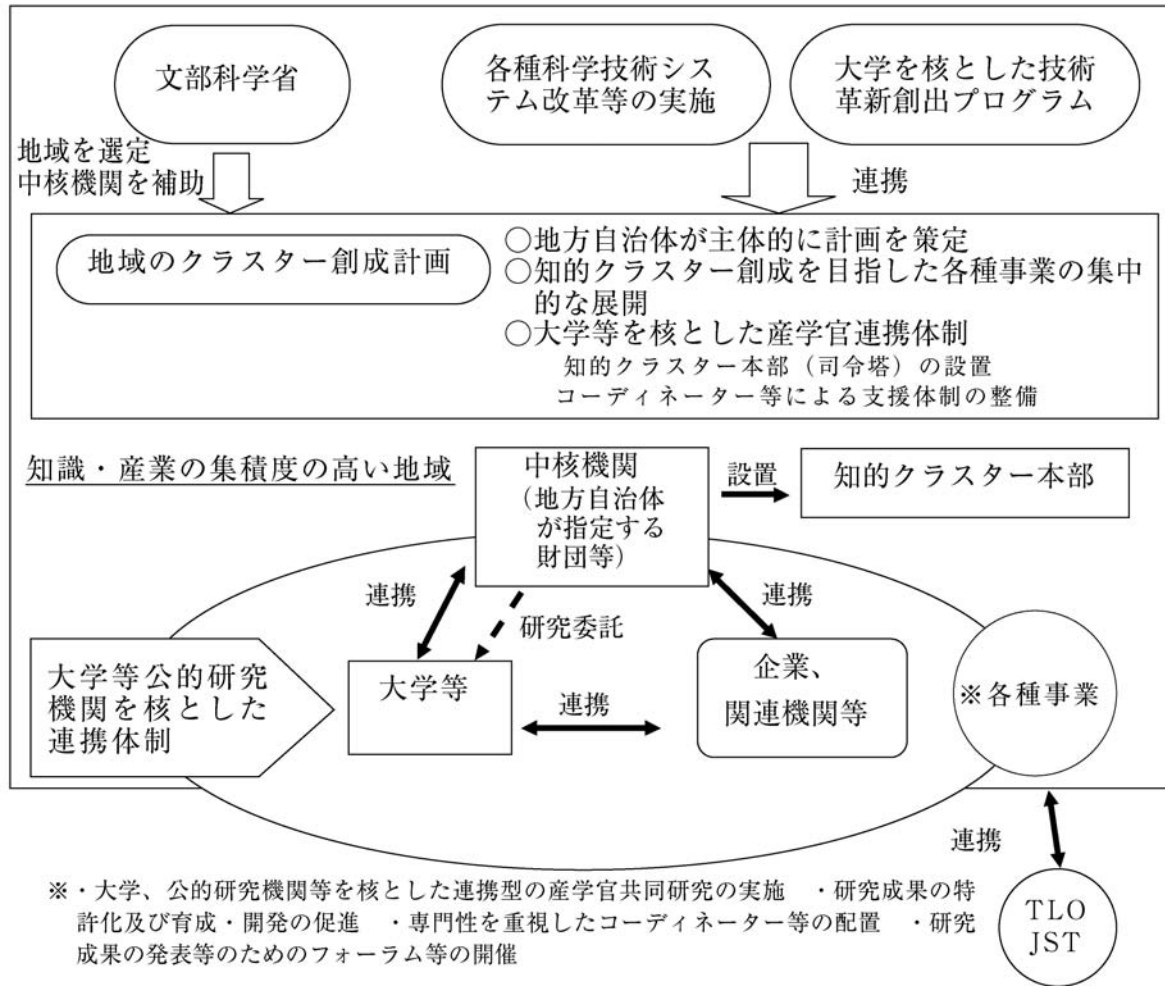 文部科学省
各種科学技術シス
テム改革等の実施
大学を核とした技術
革新創出プログラム
地域を選定
中核機関を補助
連携
地域のクラスター創成計画
○地方自治体が主体的に計画を策定
○知的クラスター創成を目指した各種事業の集中
的な展開
○大学等を核とした産学官連携体制
知的クラスター本部（司令塔）の設置
コーディネーター等による支援体制の整備
知識・産業の集積度の高い地域
中核機関
（地方自治体
が指定する
財団等）
設置
知的クラスター本部
連携
研究委託
連携
大学等公的研究
機関を核とした
連携体制
大学等
連携
企業、
関連機関等
※各種事業
連携
TLO
JST
※・大学、公的研究機関等を核とした連携型の産学官共同研究の実施　・研究成果の特
許化及び育成・開発の促進　・専門性を重視したコーディネーター等の配置　・研究
成果の発表等のためのフォーラム等の開催